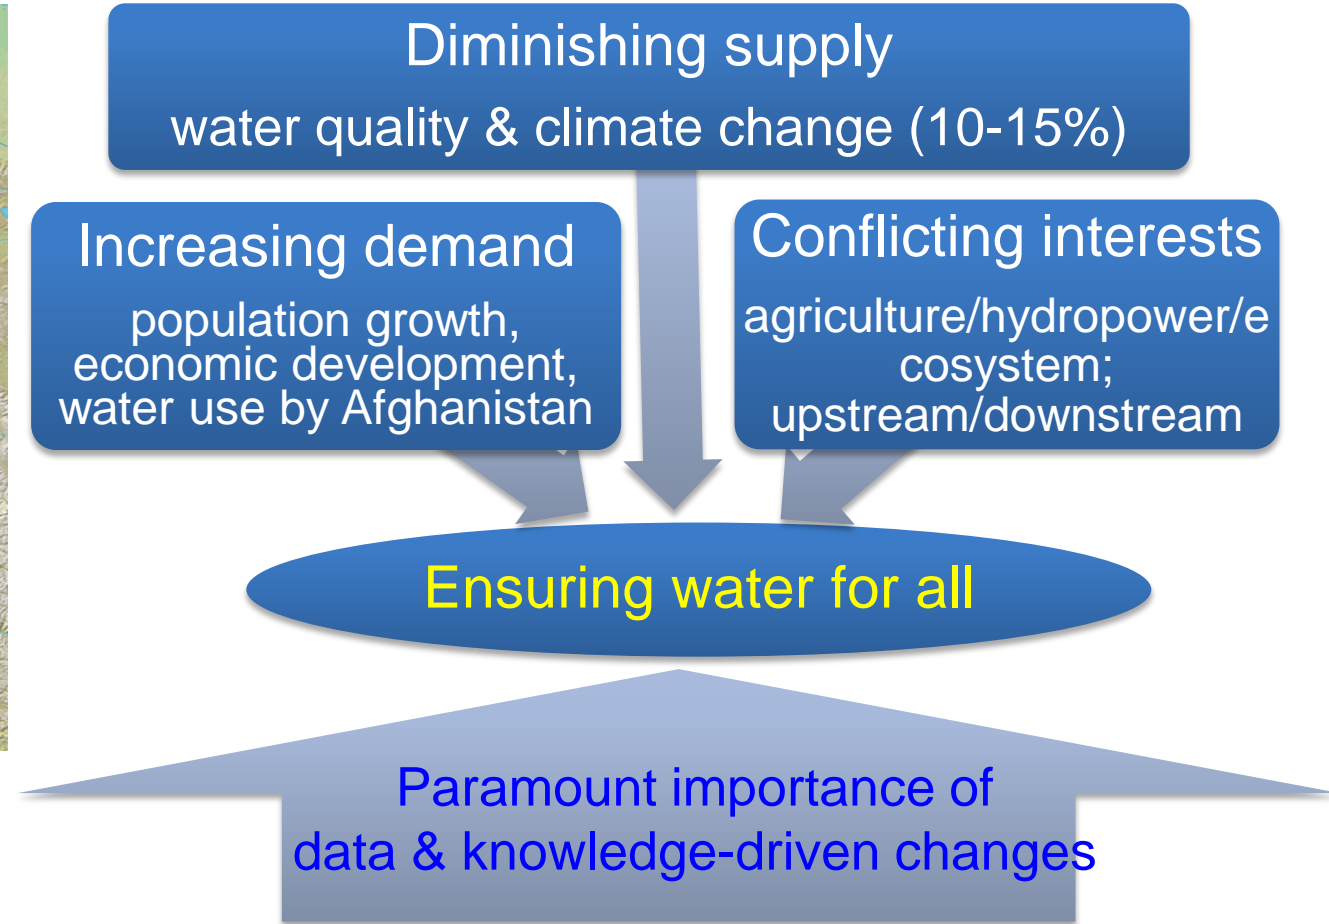 Diminishing supply
water quality & climate change (10-15%)
Increasing demand
population growth,
economic development,
water use by Afghanistan
Conflicting interests
agriculture/hydropower/e
cosystem;
upstream/downstream
Ensuring water for all
Paramount importance of
data & knowledge-driven changes